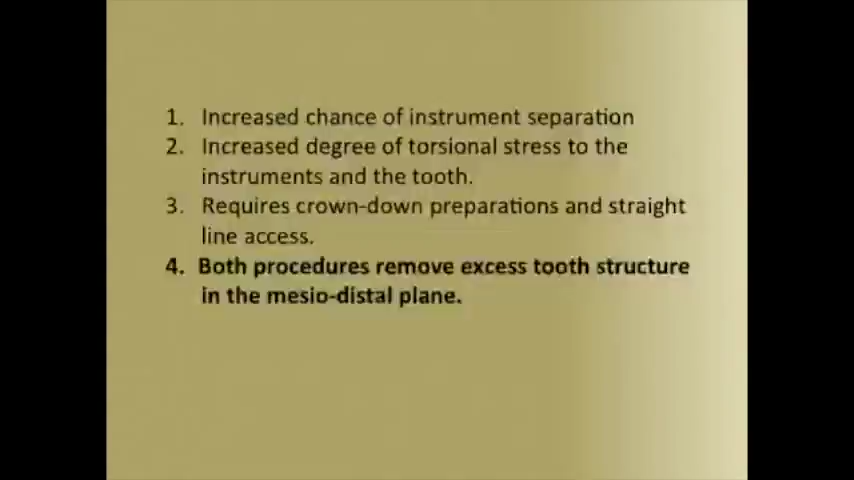 1. Increased chance of instrument separation
2. Increased degree of torsional stress to the
instruments and the tooth.
3. Requires crown-down preparations and straight
line access.
4. Both procedures remove excess tooth structure
in the mesio-distal plane.